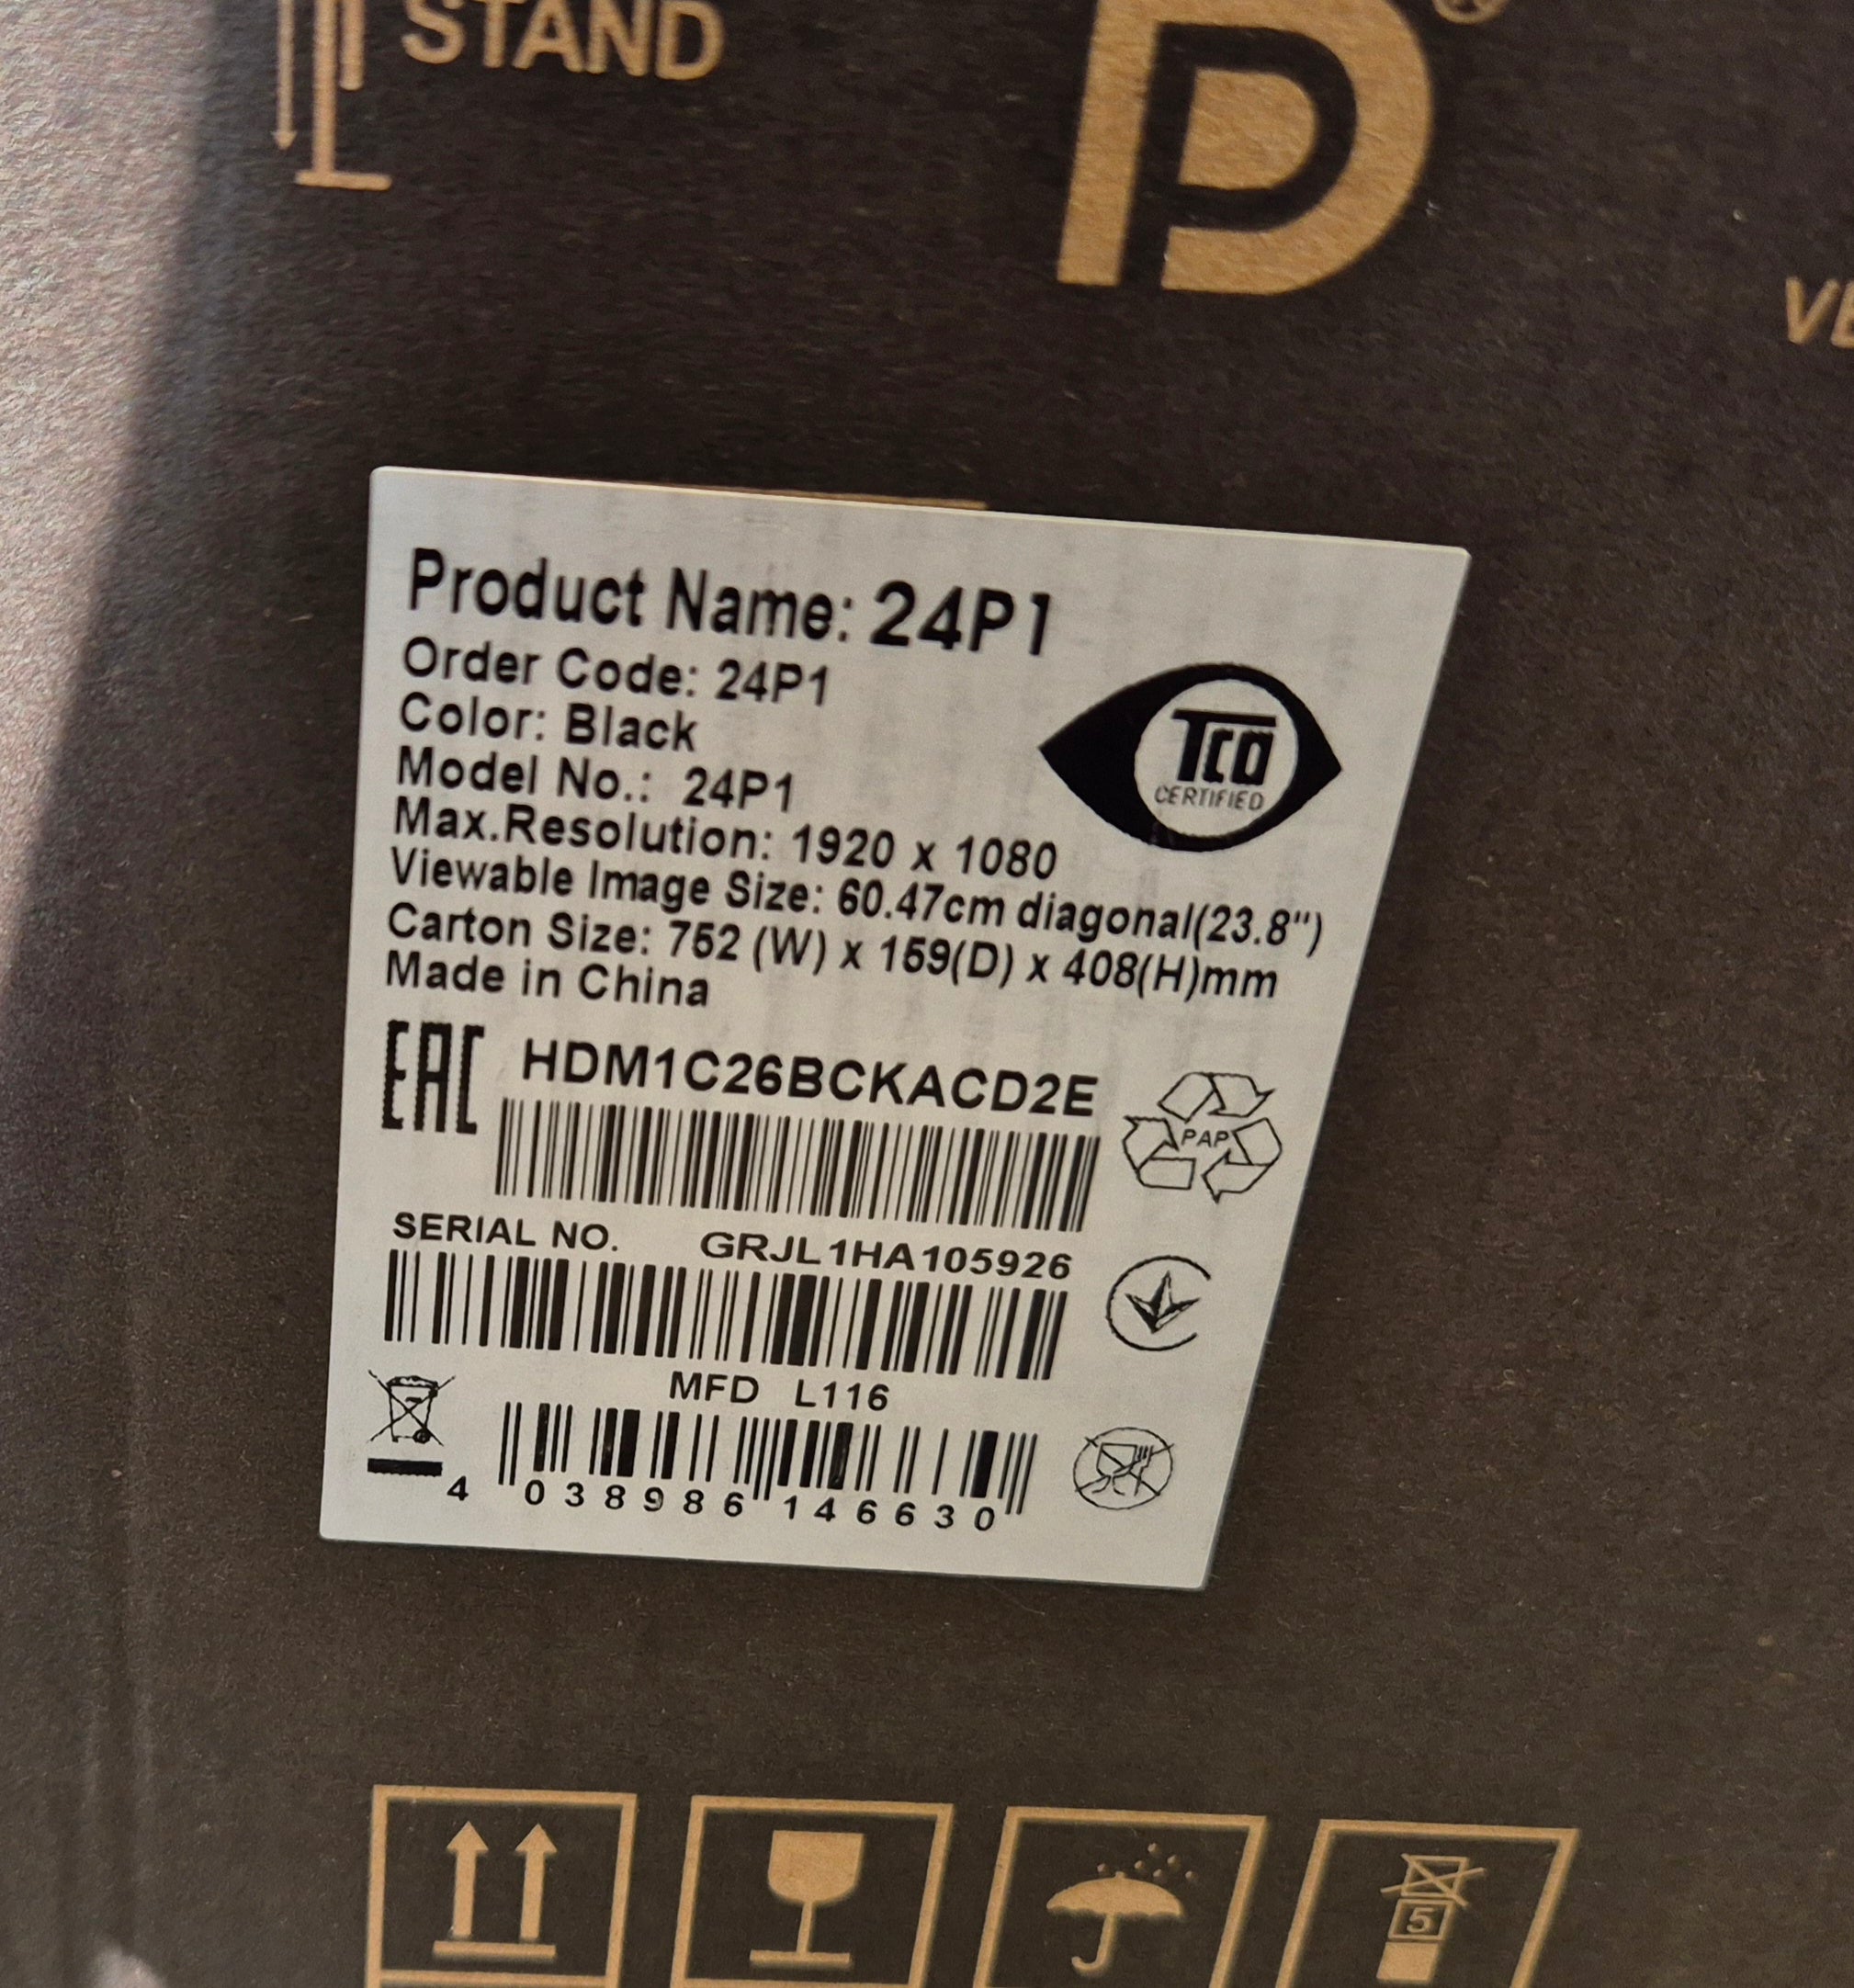 STAND
®
VE
Product Name: 24P1
Order Code: 24P1
Color: Black
Model No.: 24P1
Max.Resolution: 1920 x 1080
Viewable Image Size: 60.47cm diagonal(23.8")
Carton Size: 752 (W) x 159(D) x 408(H)mm
Made in China
TCO
CERTIFIED
EAC
HDM1C26BCKACD2E
PAP
SERIAL NO. GRJL1HA105926
MFD L116
4 038986 146630
5